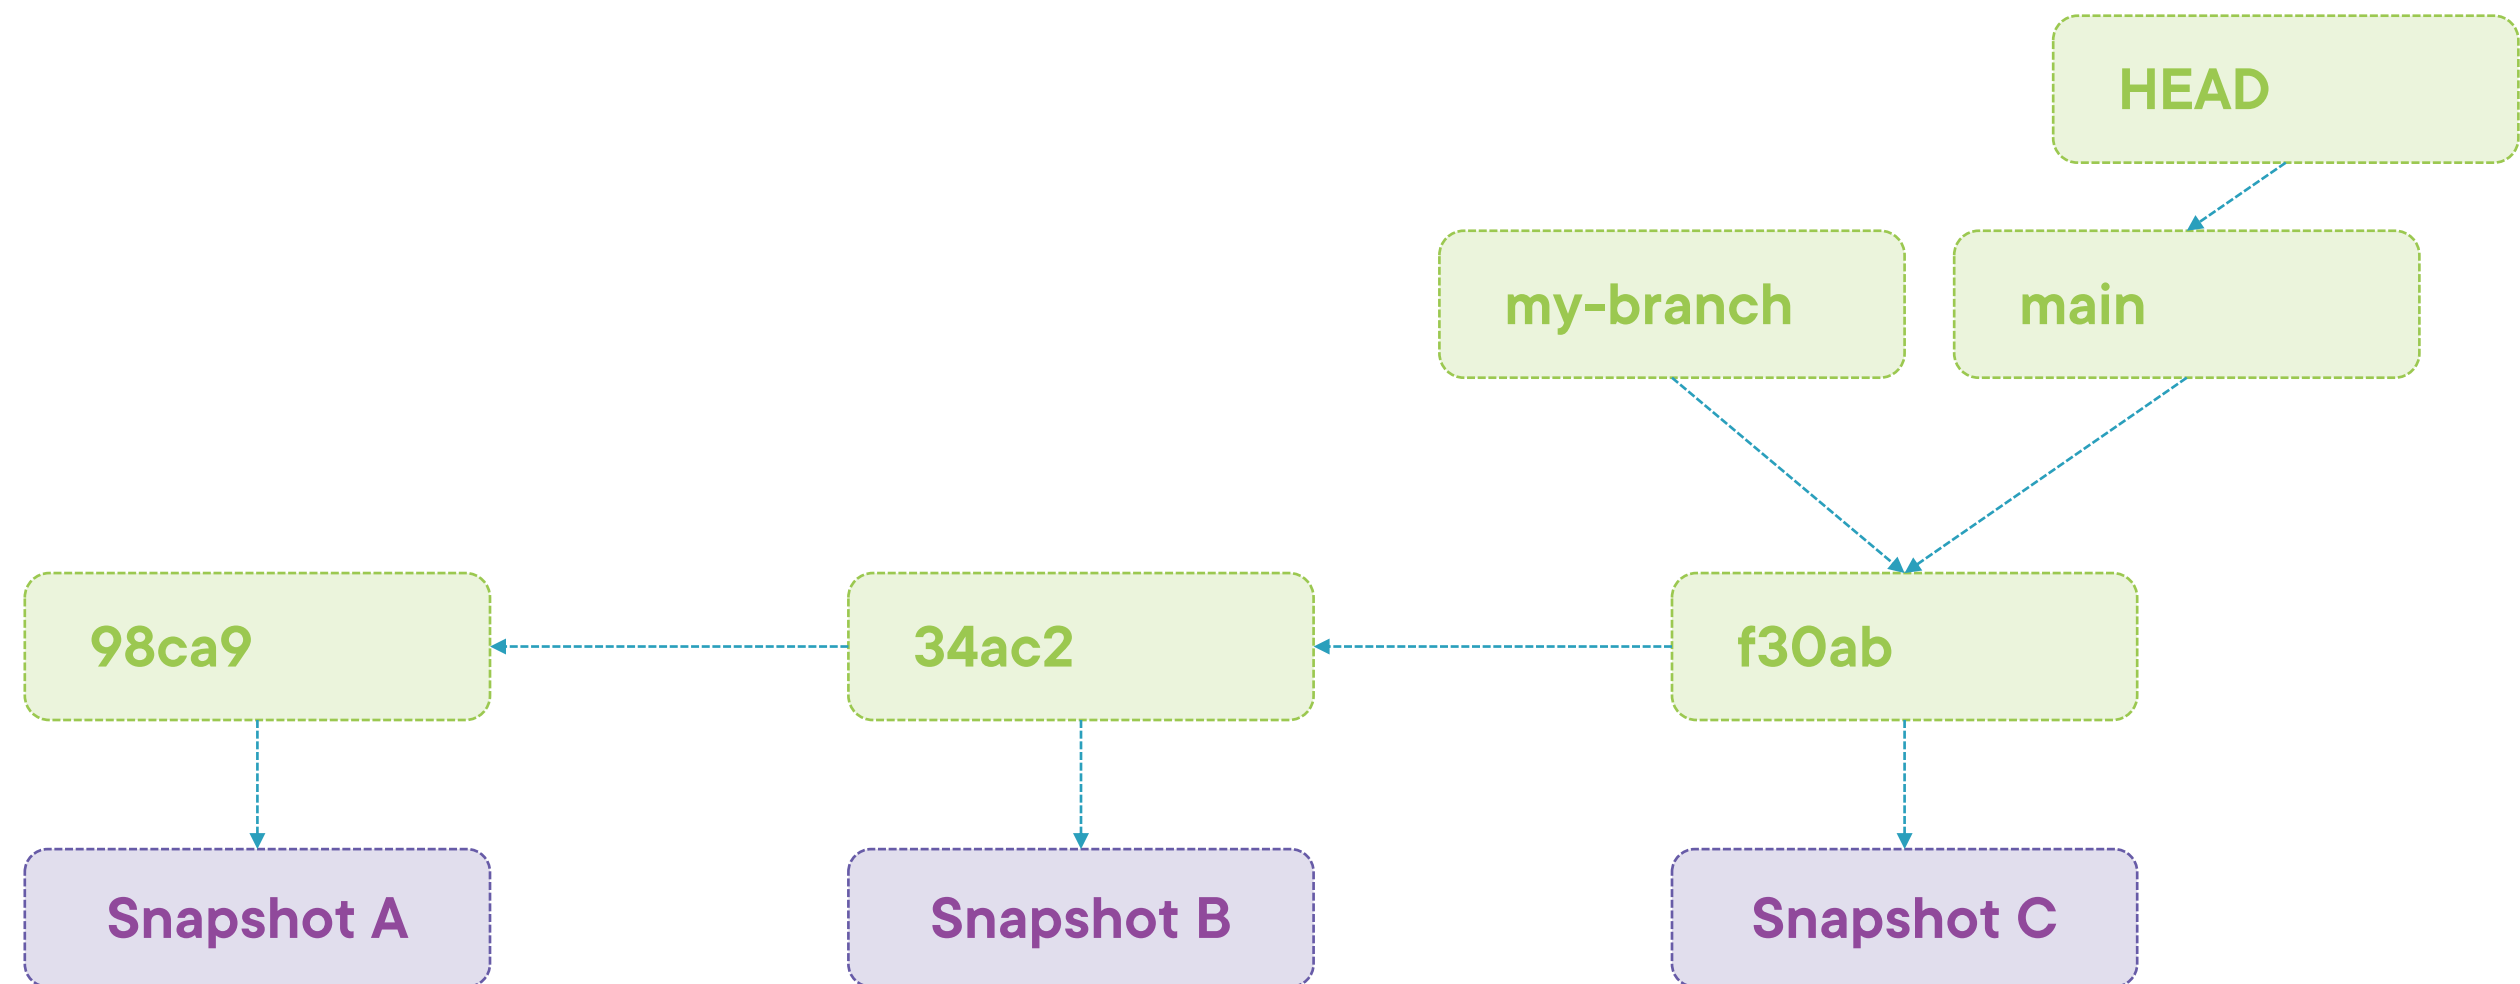 HEAD
my-branch
main
98ca9
34ac2
f30ab
Snapshot A
Snapshot B
Snapshot C